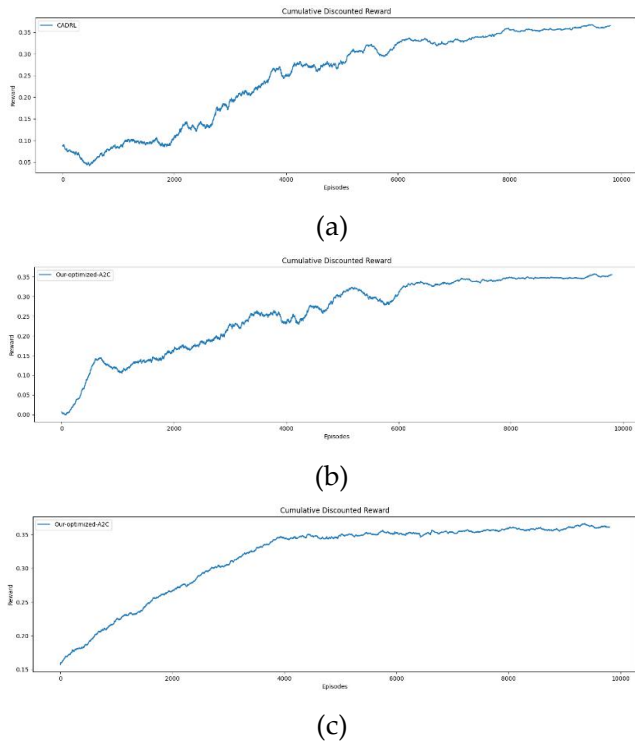 Cumulative Discounted Reward
CADRL
0.35
0.30
0.25
0.20
0.15
0.10
0.05
Reward
0 2000 4000 6000 8000 10000
Episodes
(a)
Cumulative Discounted Reward
Our-optimized-A2C
0.35
0.30
0.25
0.20
0.15
0.10
0.05
0.00
Reward
0 2000 4000 6000 8000 10000
Episodes
(b)
Cumulative Discounted Reward
Our-optimized-A2C
0.35
0.30
0.25
0.20
0.15
Reward
0 2000 4000 6000 8000 10000
Episodes
(c)